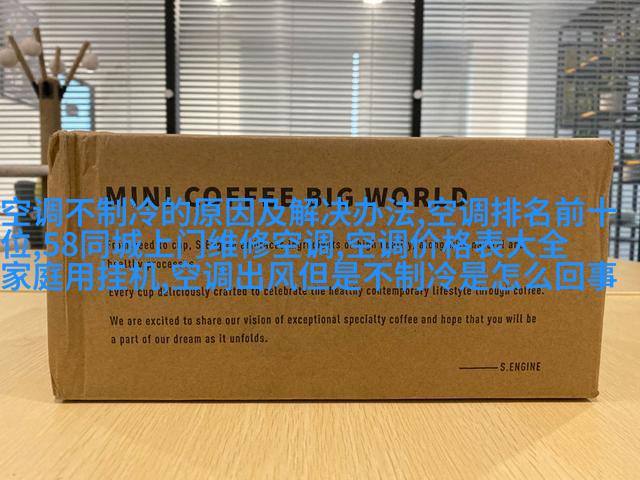 MINI COFFEE BIG WORLD
空调不制冷的原因及解决办法,空调排名前十
位,58同城上门维修空调,空调价格表大全
家庭用挂机,空调出风但是不制冷是怎么回事
healthy process.
Every cup deliciously crafted to celebrate the healthy contemporary lifestyle through coffee.
We are excited to share our vision of exceptional specialty coffee and hope that you will be
a part of our dream as it unfolds.
S.ENGINE